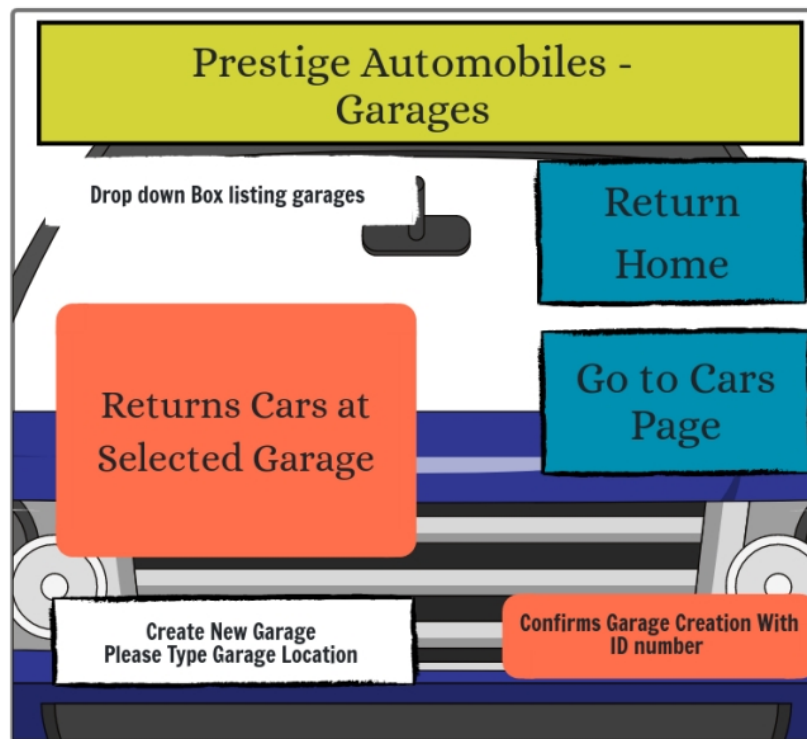 Prestige Automobiles -
Garages
Drop down Box listing garages
Return
Home
Returns Cars at
Selected Garage
Go to Cars
Page
Create New Garage
Please Type Garage Location
Confirms Garage Creation With
ID number